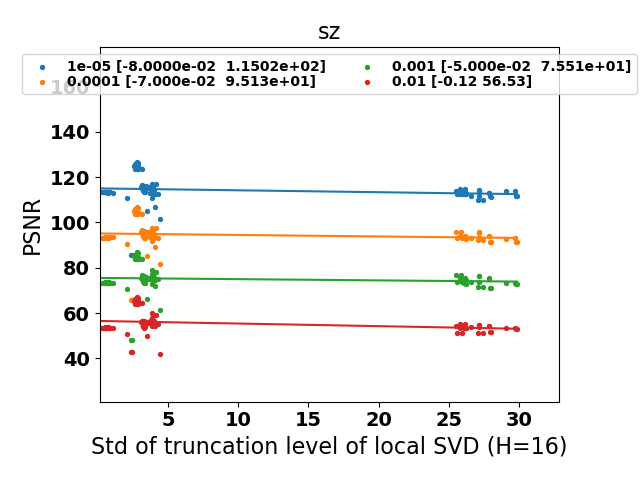 sz
1e-05 [-8.0000e-02 1.1502e+02]
0.0001 [-7.000e-02 9.513e+01]
0.001 [-5.000e-02 7.551e+01]
0.01 [-0.12 56.53]
160
140
120
100
80
60
40
PSNR
5 10 15 20 25 30
Std of truncation level of local SVD (H=16)